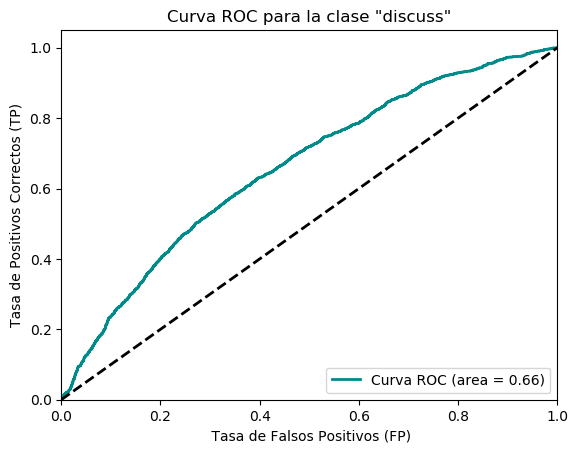 Curva ROC para la clase "discuss"
Tasa de Positivos Correctos (TP)
1.0
0.8
0.6
0.4
0.2
0.0
0.0 0.2 0.4 0.6 0.8 1.0
Tasa de Falsos Positivos (FP)
Curva ROC (area = 0.66)